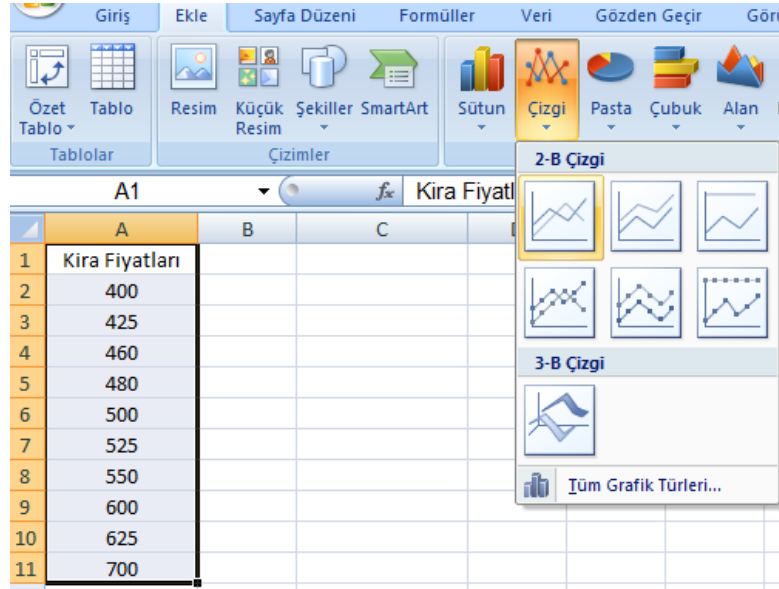 Giriş Ekle Sayfa Düzeni Formüller Veri Gözden Geçir
Özet Tablo
Tablo
Resim
Küçük Resim
Şekiller
SmartArt
Sütun
Çizgi
Pasta
Çubuk
Alan
Tablolar
Çizimler
2-B Çizgi
A1
fx
Kira
A B C
1 Kira Fiyatları
2 400
3 425
4 460
5 480
6 500
7 525
8 550
9 600
10 625
11 700
3-B Çizgi
Tüm Grafik Türleri...